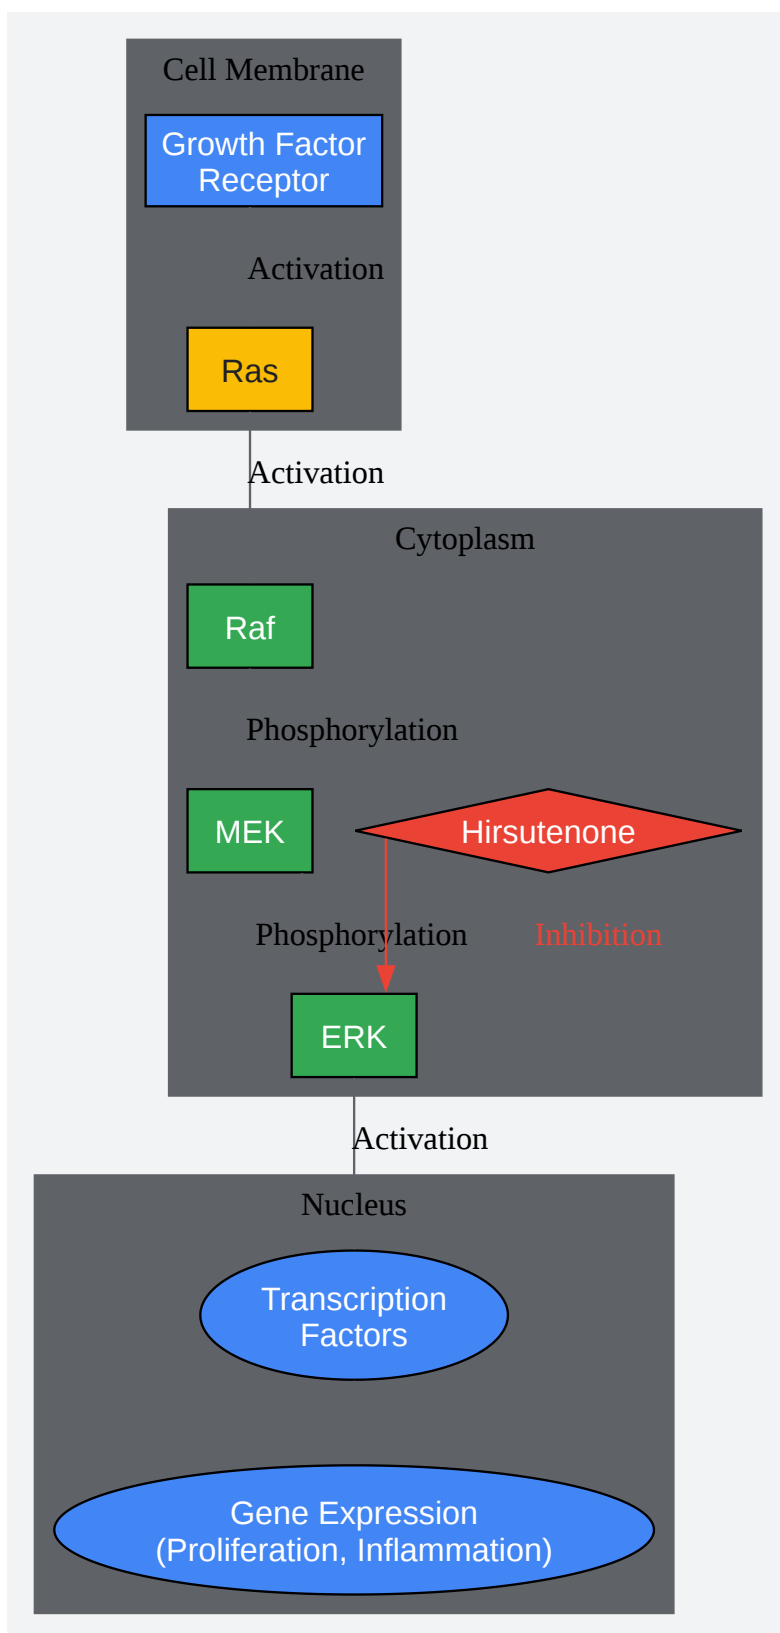 Cell Membrane
Growth Factor
Receptor
Activation
Ras
Activation
Cytoplasm
Raf
Phosphorylation
MEK
Hirsutenone
Phosphorylation
Inhibition
ERK
Activation
Nucleus
Transcription
Factors
Gene Expression
(Proliferation, Inflammation)